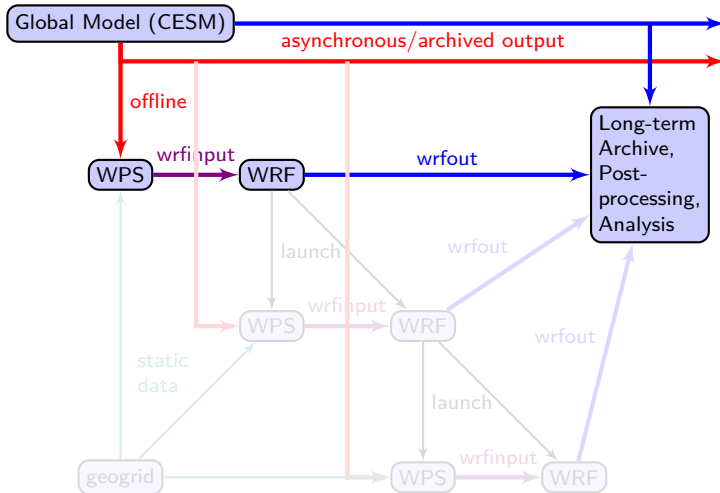 Global Model (CESM)
asynchronous/archived output
offline
Long-term
Archive,
Post-
processing,
Analysis
wrfinput
wrfout
WPS
WRF
launch
wrfout
wrfinput
WPS
WRF
wrfout
static
data
launch
wrfinput
geogrid
WPS
WRF